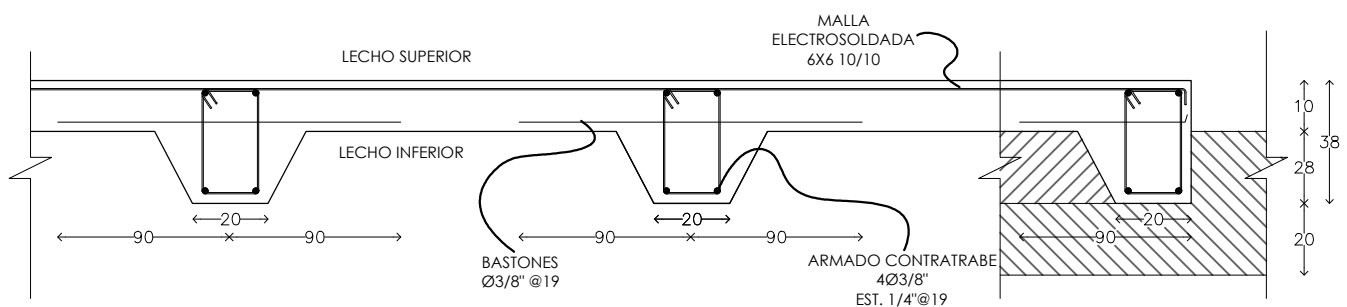 MALLA
ELECTROSOLDADA
6X6 10/10
LECHO SUPERIOR
LECHO INFERIOR
10
38
28
20
20
20
20
90
90
90
90
90
BASTONES
Ø3/8" @19
ARMADO CONTRATRABE
4Ø3/8"
EST. 1/4"@19